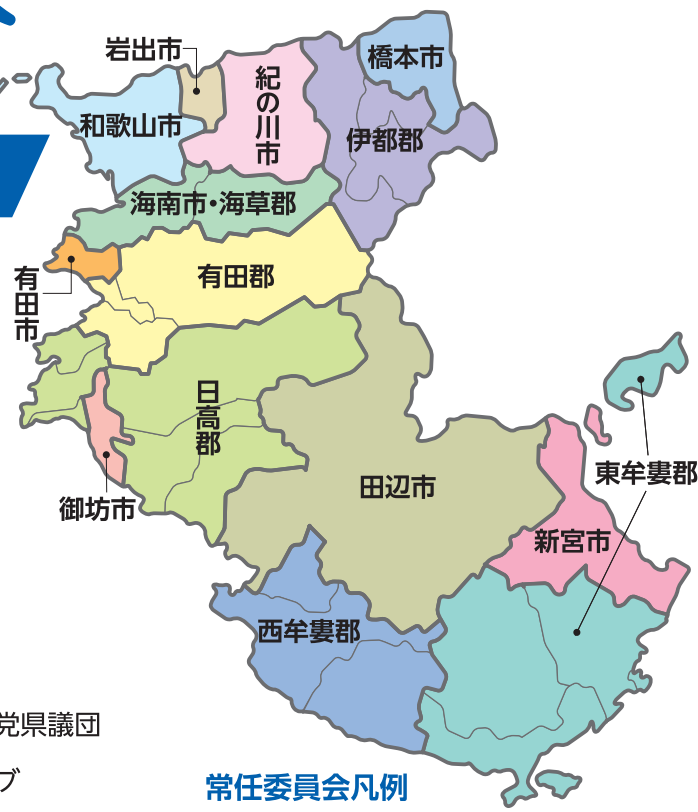 橋本市
岩出市
紀の川市
和歌山市
伊都郡
海南市・海草郡
有田市
有田郡
日高郡
東牟婁郡
田辺市
御坊市
新宮市
西牟婁郡
党県議団
ブ
常任委員会凡例